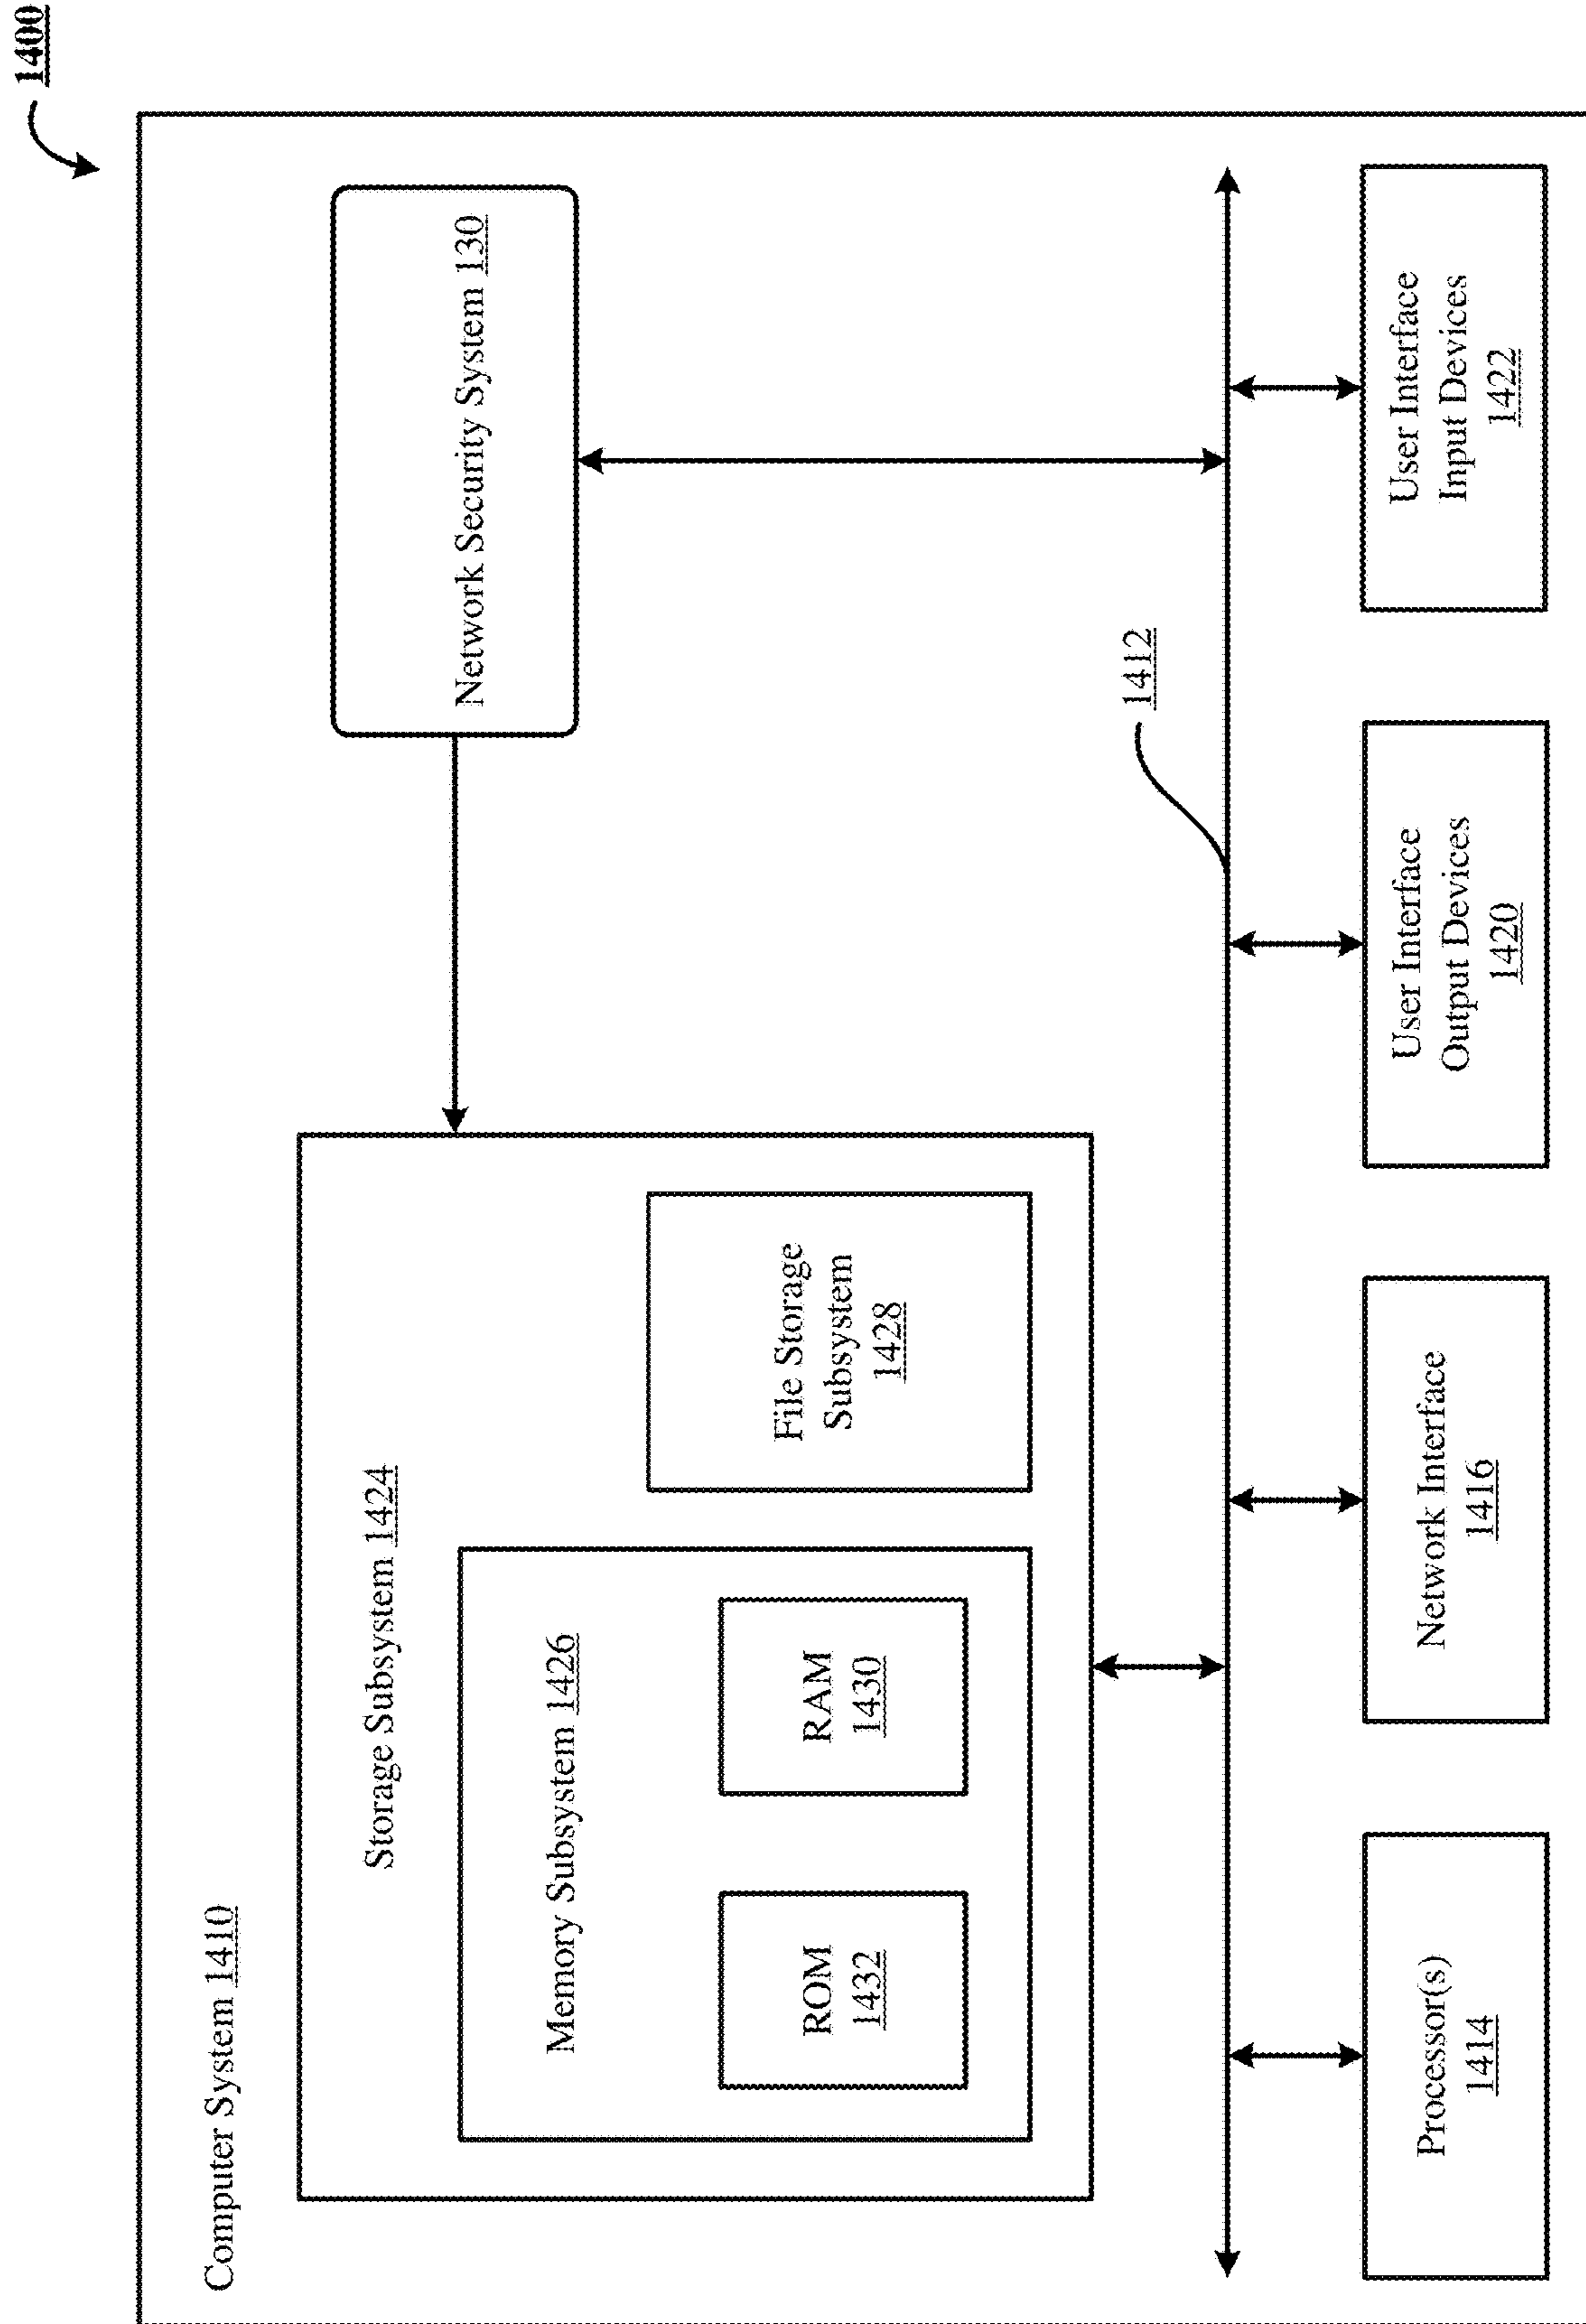 1400
Computer System 1410
Storage Subsystem 1424
Network Security System 130
Memory Subsystem 1426
File Storage
Subsystem
1428
ROM
1432
RAM
1430
1412
Processor(s)
1414
Network Interface
1416
User Interface
Output Devices
1420
User Interface
Input Devices
1422